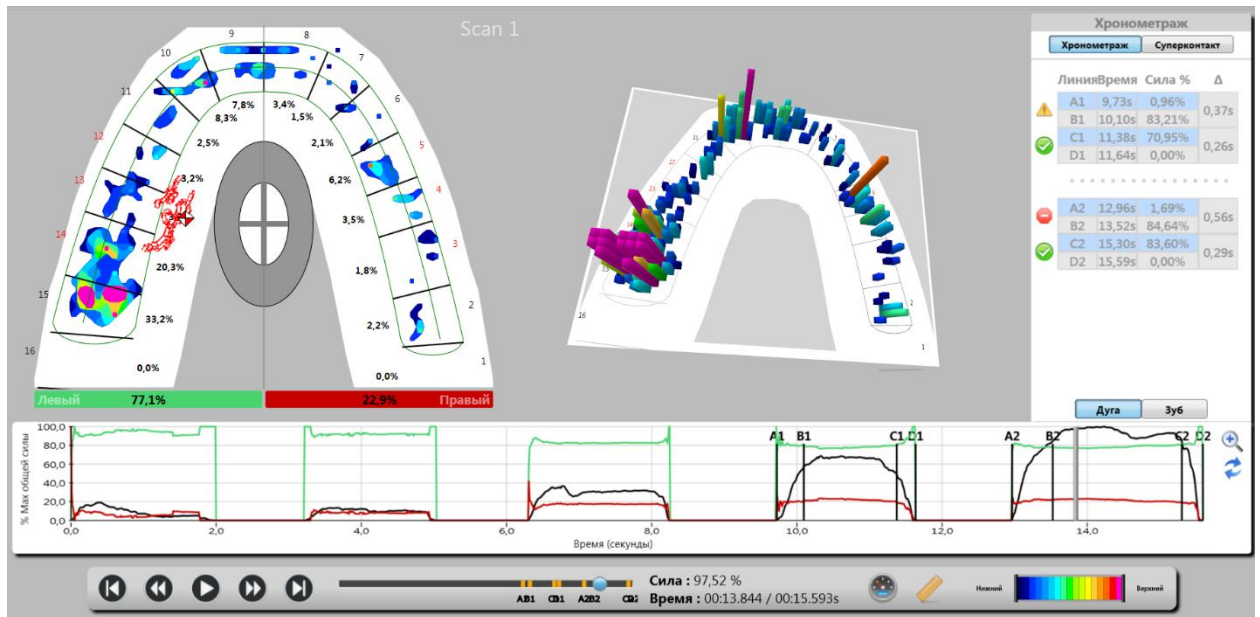 Scan 1
9 8
10 7
11 6
12 5
13 4
14 3
15 2
16 1
7,8% 3,4%
8,3% 1,5%
2,5% 2,1%
3,2% 6,2%
3,5%
20,3% 1,8%
33,2% 2,2%
0,0% 0,0%
Левый 77,1% 22,9% Правый
16 2 1
Хронометраж
Хронометраж Суперконтакт
Линия Время Сила % Δ
A1 9,73s 0,96% 0,37s
B1 10,10s 83,21%
C1 11,38s 70,95% 0,26s
D1 11,64s 0,00%
A2 12,96s 1,69% 0,56s
B2 13,52s 84,64%
C2 15,30s 83,60% 0,29s
D2 15,59s 0,00%
Дуга Зуб
% Max общей силы
100,0
80,0
60,0
40,0
20,0
0,0
A1 B1 C1 D1 A2 B2 C2 D2
0,0 2,0 4,0 6,0 8,0 10,0 12,0 14,0
Время (секунды)
Сила : 97,52 %
Время : 00:13.844 / 00:15.593s
Нижний Верхний